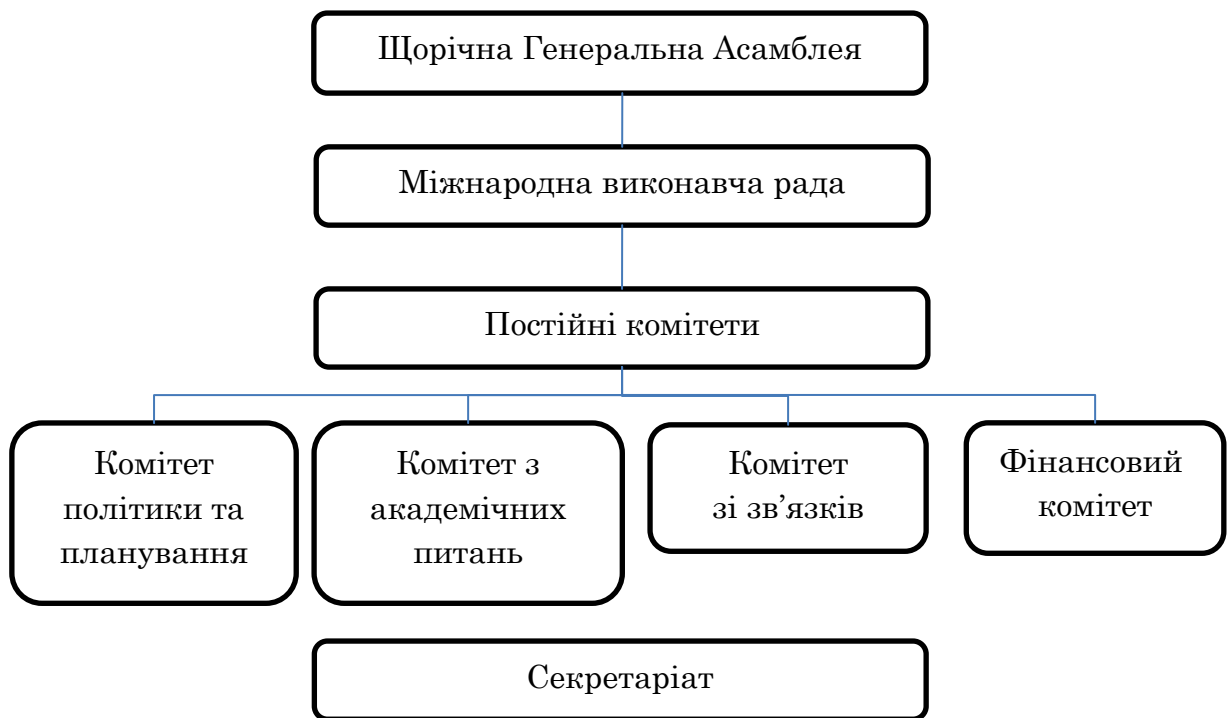 Щорічна Генеральна Асамблея
Міжнародна виконавча рада
Постійні комітети
Комітет
політики та
планування
Комітет з
академічних
питань
Комітет
зі зв’язків
Фінансовий
комітет
Секретаріат